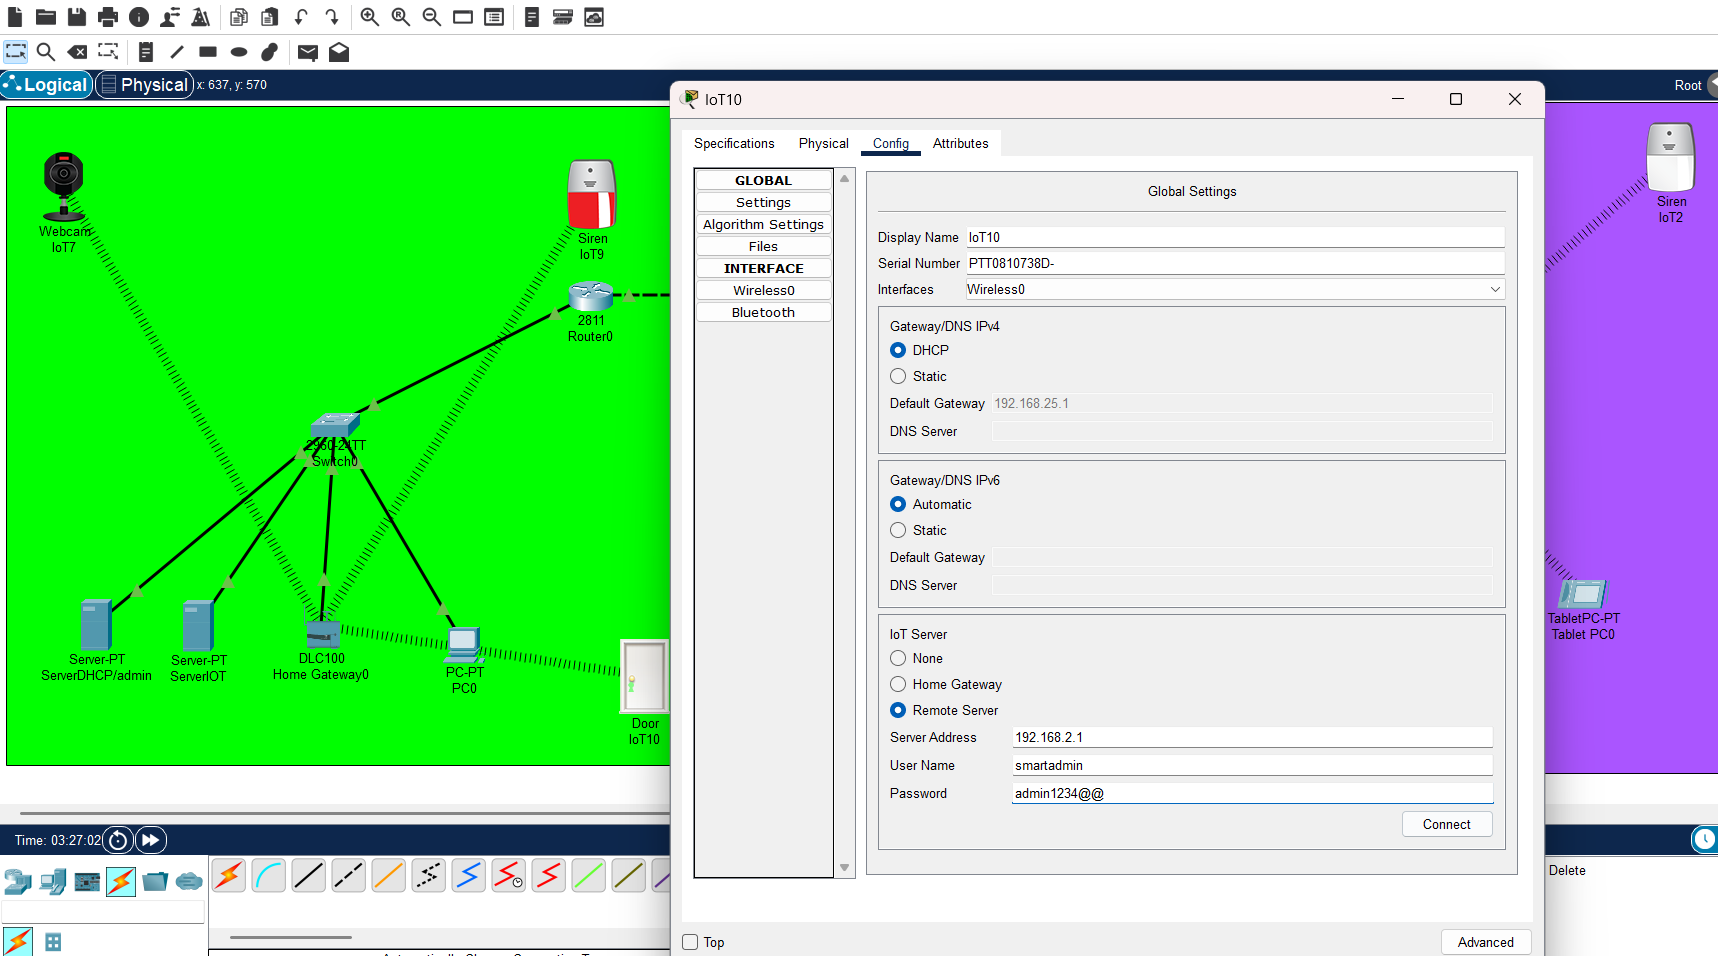 Logical
Physical
x: 637, y: 570
Root
Webcam
IoT7
Siren
IoT9
2811
Router0
2960-24TT
Switch0
Server-PT
ServerDHCP/admin
Server-PT
ServerIOT
DLC100
Home Gateway0
PC-PT
PC0
Door
IoT10
IoT10
Specifications
Physical
Config
Attributes
GLOBAL
Settings
Algorithm Settings
Files
INTERFACE
Wireless0
Bluetooth
Global Settings
Display Name IoT10
Serial Number PTT0810738D-
Interfaces Wireless0
Gateway/DNS IPv4
DHCP
Static
Default Gateway 192.168.25.1
DNS Server
Gateway/DNS IPv6
Automatic
Static
Default Gateway
DNS Server
IoT Server
None
Home Gateway
Remote Server
Server Address 192.168.2.1
User Name smartadmin
Password admin1234@@
Connect
Top
Advanced
Siren
IoT2
TabletPC-PT
Tablet PC0
Time: 03:27:02
Delete